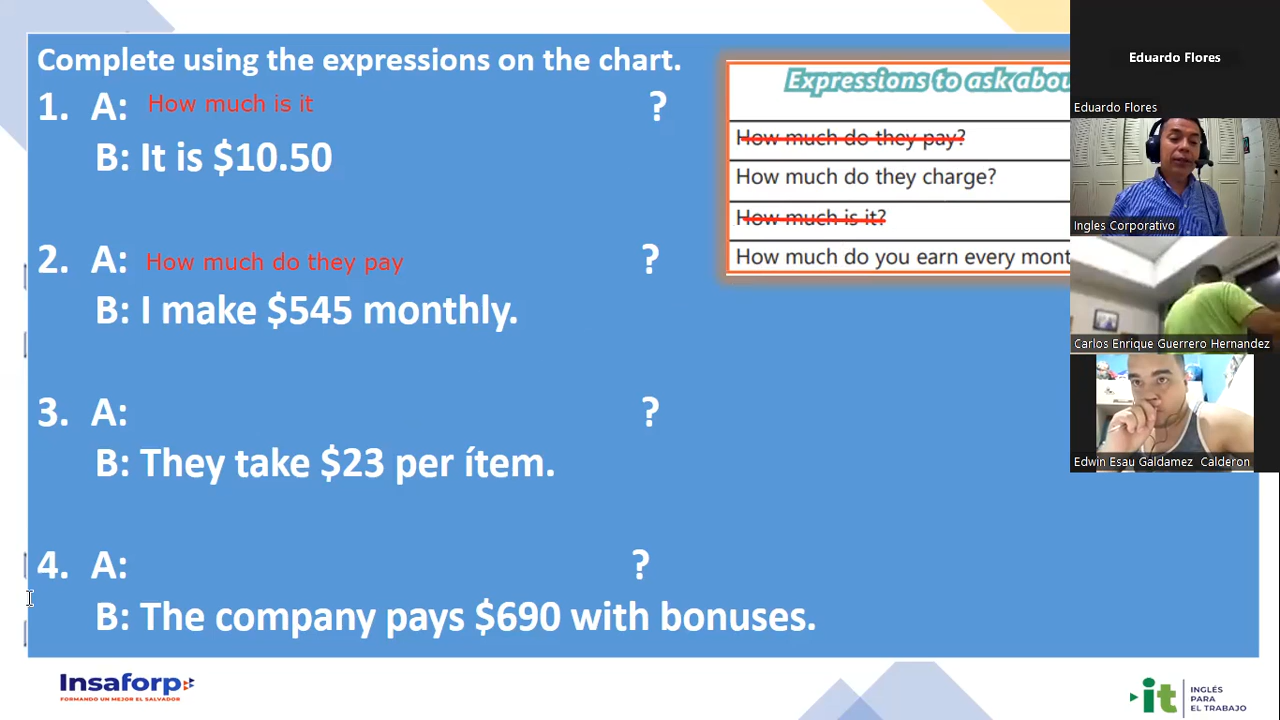 Complete using the expressions on the chart.
1. A: How much is it ?
B: It is $10.50
2. A: How much do they pay ?
B: I make $545 monthly.
3. A: ?
B: They take $23 per ítem.
4. A: ?
B: The company pays $690 with bonuses.
Expressions to ask abou
How much do they pay?
How much do they charge?
How much is it?
How much do you earn every mont
Eduardo Flores
Eduardo Flores
Ingles Corporativo
Carlos Enrique Guerrero Hernandez
Edwin Esau Galdamez Calderon
Insaforp
FORMANDO UN MEJOR EL SALVADOR
it
INGLÉS
PARA
EL TRABAJO